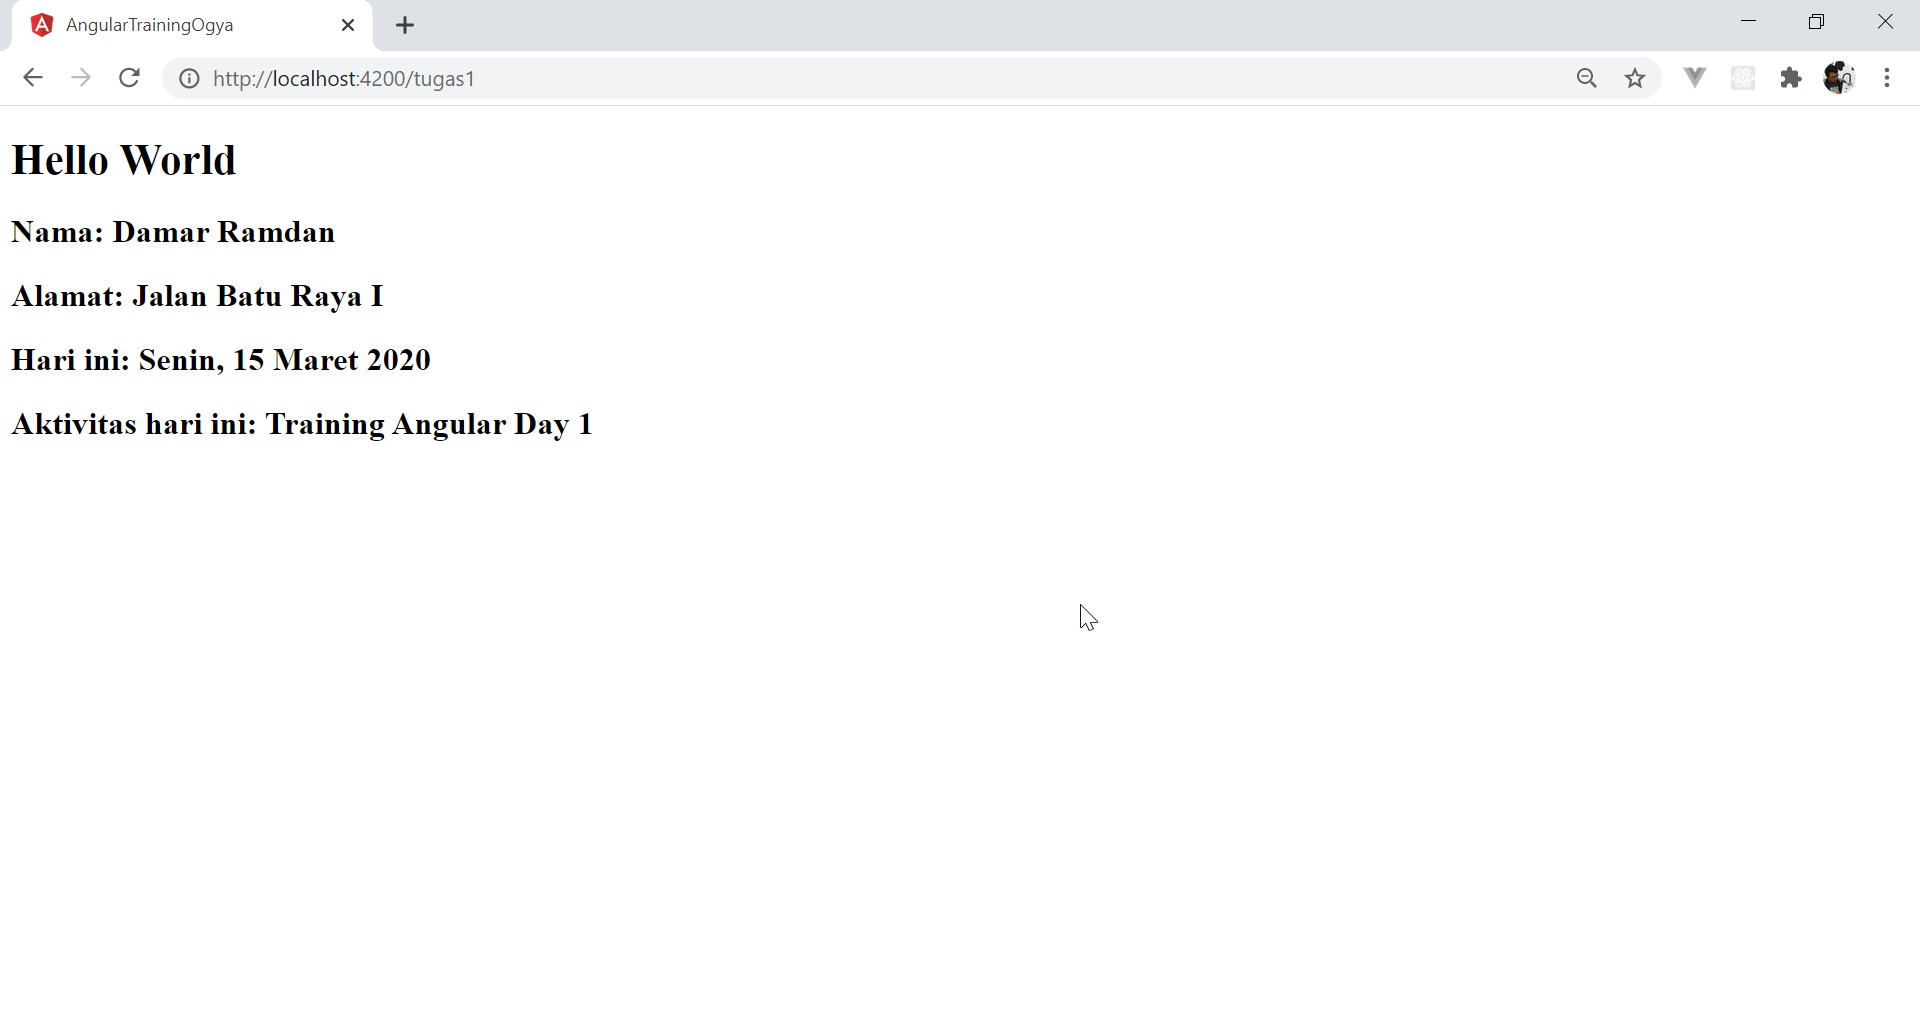 AngularTrainingOgya
http://localhost:4200/tugas1
Hello World
Nama: Damar Ramdan
Alamat: Jalan Batu Raya I
Hari ini: Senin, 15 Maret 2020
Aktivitas hari ini: Training Angular Day 1